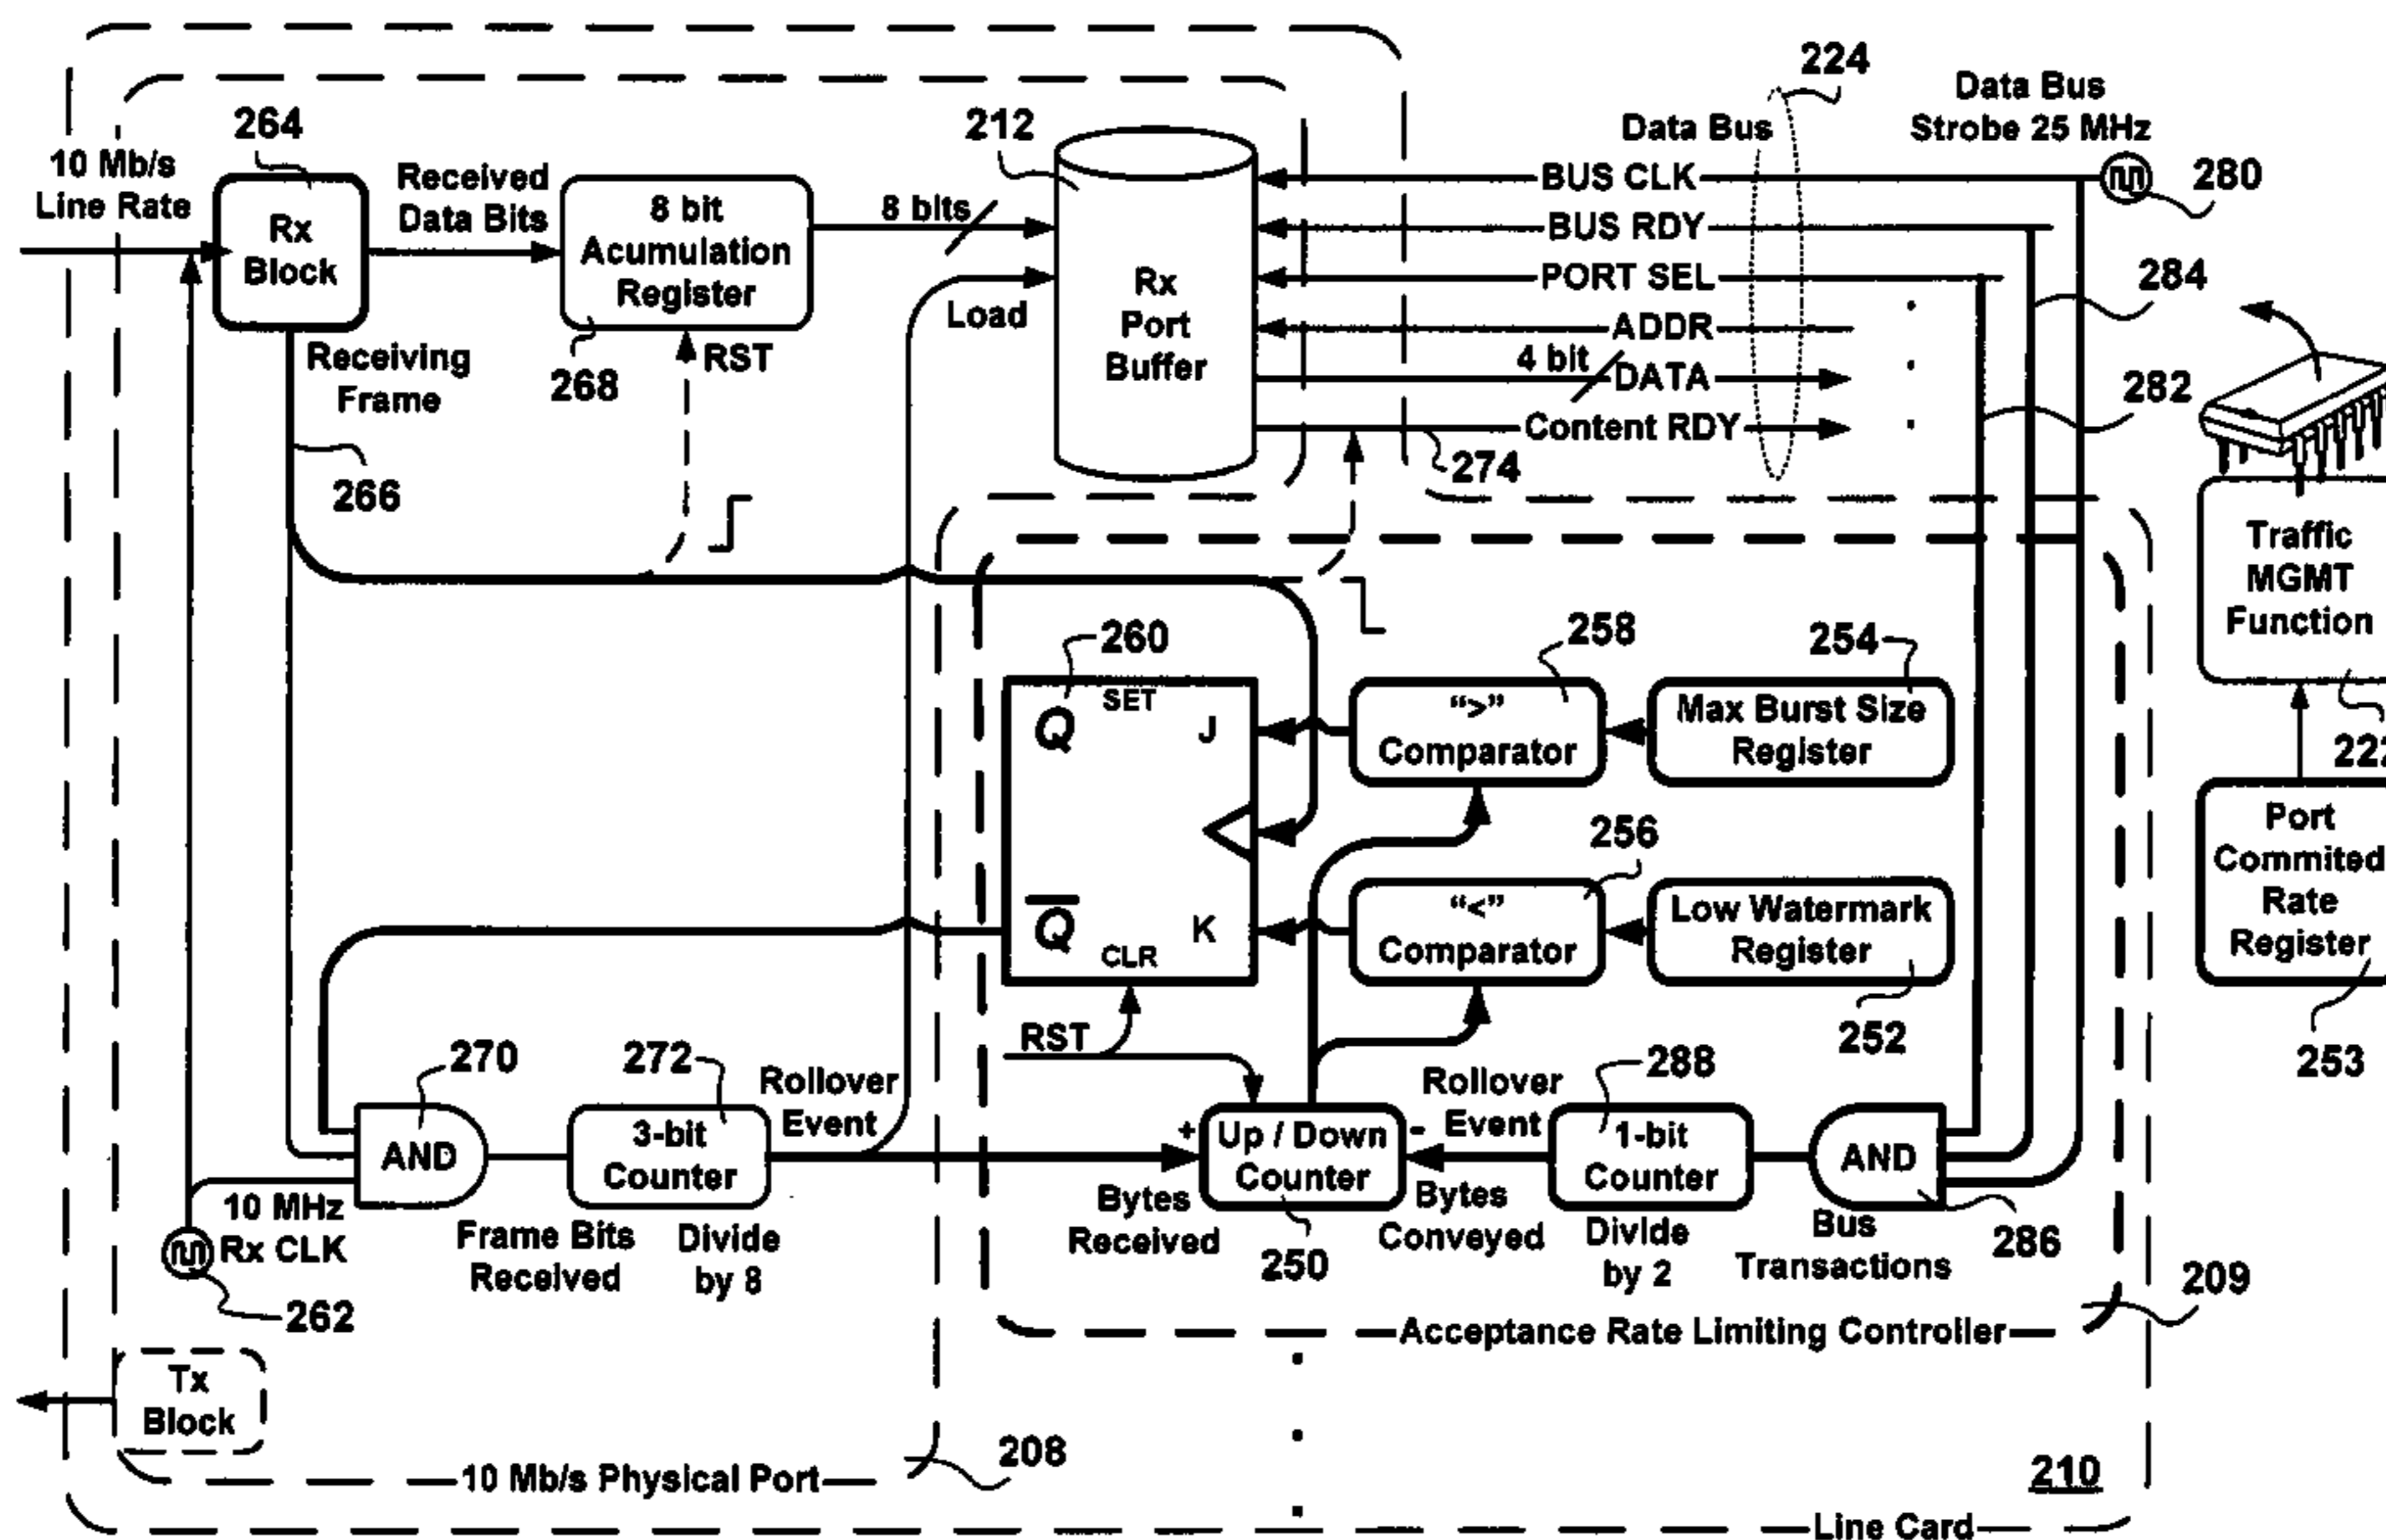 224
Data Bus
Strobe 25 MHz
Data Bus
264
212
10 Mb/s
Line Rate
Received
Data Bits
Rx
Block
8 bit
Acumulation
Register
8 bits
BUS CLK
280
BUS RDY
PORT SEL
284
Load
Rx
Port
Buffer
ADDR
4 bit
DATA
282
Content RDY
274
Receiving
Frame
268
RST
266
Traffic
MGMT
Function
222
260
SET
Q
J
258
">"
Comparator
254
Max Burst Size
Register
256
Q
CLR
K
"<"
Comparator
Low Watermark
Register
252
Port
Commited
Rate
Register
253
RST
270
272
Rollover
Event
288
Rollover
Event
AND
3-bit
Counter
+
Up / Down
Counter
-
1-bit
Counter
AND
10 MHz
Rx CLK
Frame Bits
Received
Divide
by 8
Bytes
Received
250
Bytes
Conveyed
Divide
by 2
Bus
Transactions
286
262
209
Acceptance Rate Limiting Controller
Tx
Block
208
10 Mb/s Physical Port
210
Line Card